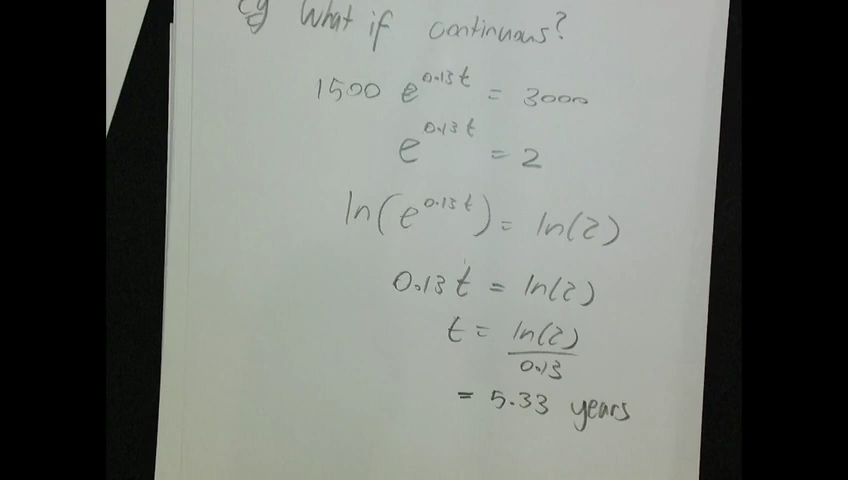 What if continuous?
1500 e^0.13t = 3000
e^0.13t = 2
ln(e^0.13t) = ln(2)
0.13t = ln(2)
t = ln(2)/0.13
= 5.33 years